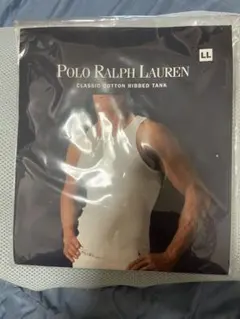 LL
POLO RALPH LAUREN
CLASSIC COTTON RIBBED TANK